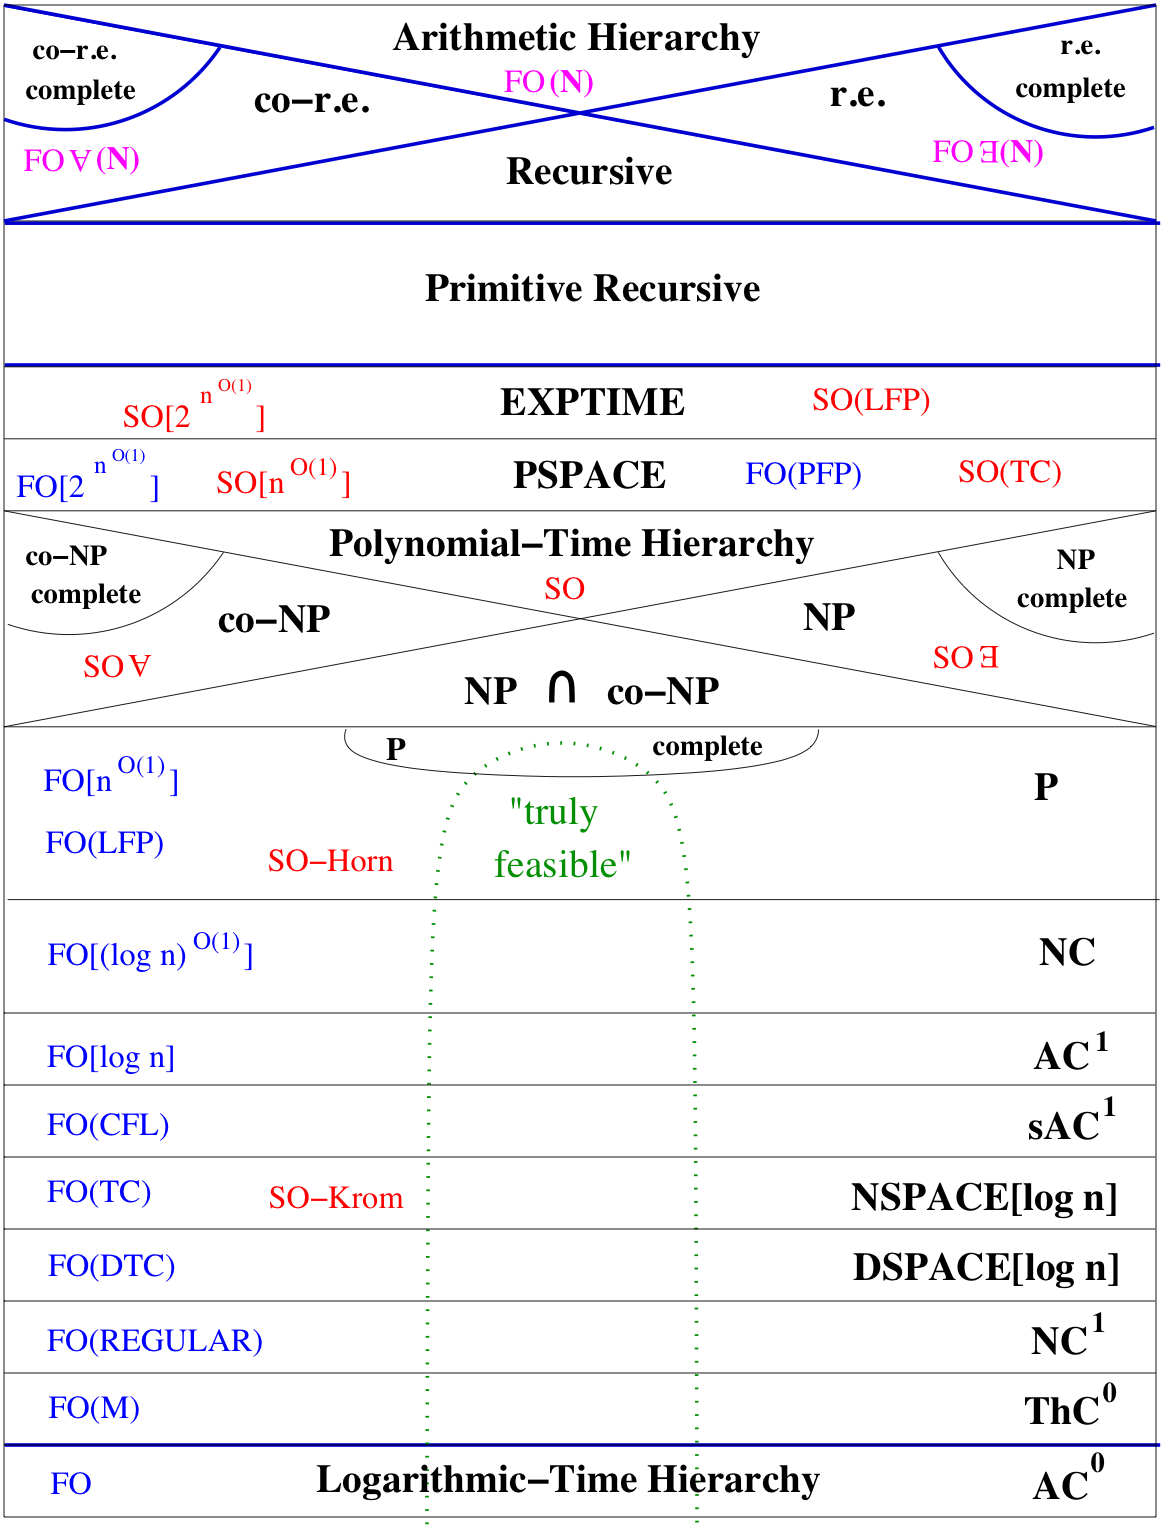 Arithmetic Hierarchy
co–r.e.
complete
r.e.
complete
FO(N)
co–r.e.
r.e.
FO∀(N)
FO∃(N)
Recursive
Primitive Recursive
SO[2^n^O(1)]
EXPTIME
SO(LFP)
FO[2^n^O(1)]
SO[n^O(1)]
PSPACE
FO(PFP)
SO(TC)
Polynomial–Time Hierarchy
co–NP
complete
NP
complete
SO
co–NP
NP
SO∀
SO∃
NP ∩ co–NP
P complete
FO[n^O(1)]
P
"truly
feasible"
FO(LFP)
SO–Horn
FO[(log n)^O(1)]
NC
FO[log n]
AC^1
FO(CFL)
sAC^1
FO(TC)
SO–Krom
NSPACE[log n]
FO(DTC)
DSPACE[log n]
FO(REGULAR)
NC^1
FO(M)
ThC^0
FO
Logarithmic–Time Hierarchy
AC^0